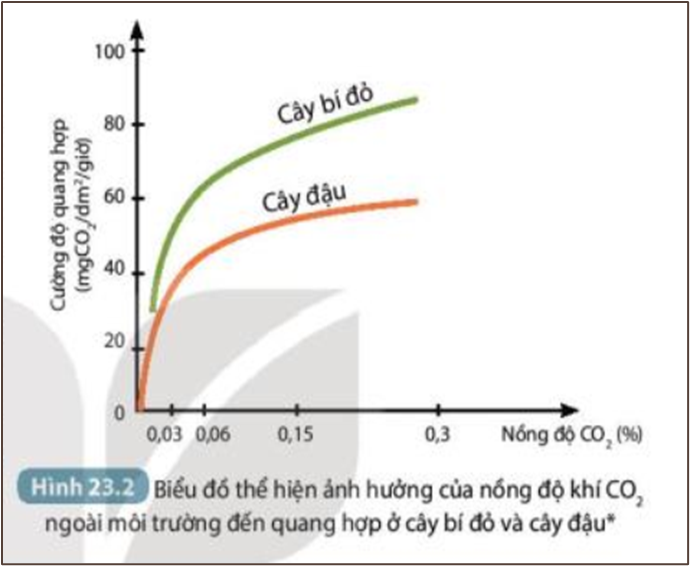 100
80
60
40
20
0
Cường độ quang hợp
(mgCO₂/dm²/giờ)
Cây bí đỏ
Cây đậu
0,03 0,06 0,15 0,3 Nồng độ CO₂ (%)
Hình 23.2 Biểu đồ thể hiện ảnh hưởng của nồng độ khí CO₂
ngoài môi trường đến quang hợp ở cây bí đỏ và cây đậu*